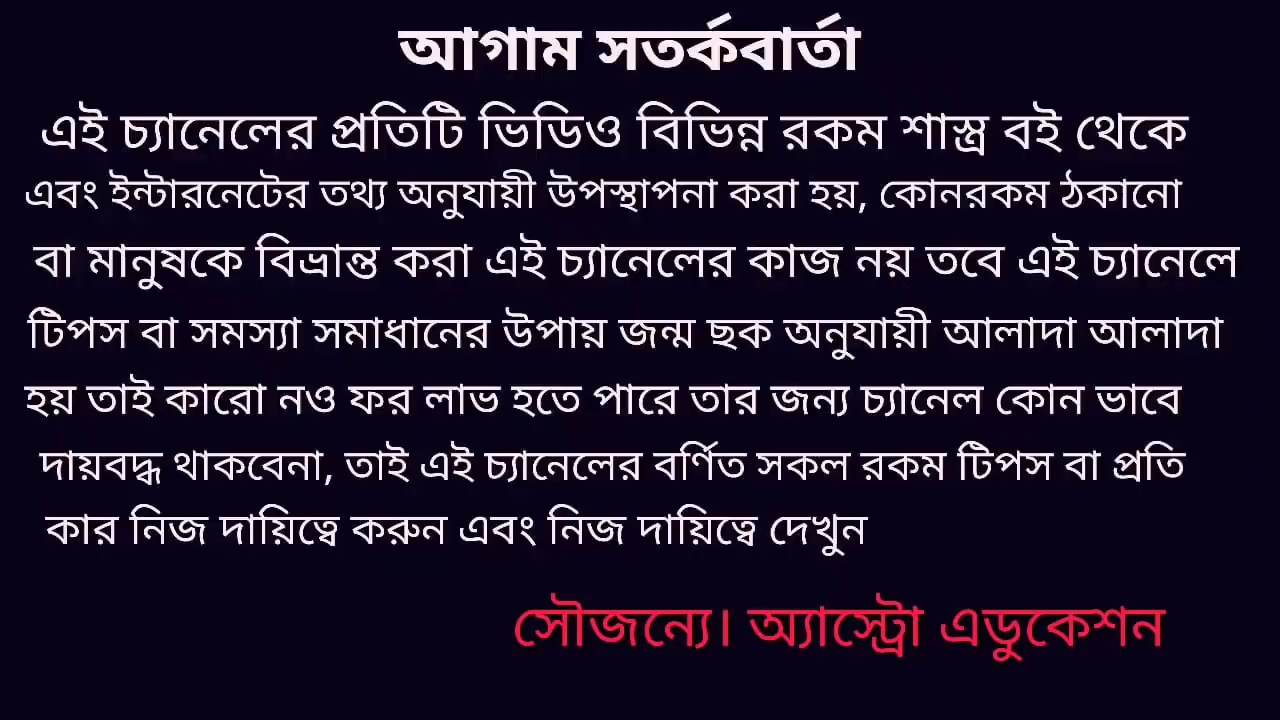 আগাম সতর্কবার্তা
এই চ্যানেলের প্রতিটি ভিডিও বিভিন্ন রকম শাস্ত্র বই থেকে
এবং ইন্টারনেটের তথ্য অনুযায়ী উপস্থাপনা করা হয়, কোনরকম ঠকানো
বা মানুষকে বিভ্রান্ত করা এই চ্যানেলের কাজ নয় তবে এই চ্যানেলে
টিপস বা সমস্যা সমাধানের উপায় জন্ম ছক অনুযায়ী আলাদা আলাদা
হয় তাই কারো নও ফর লাভ হতে পারে তার জন্য চ্যানেল কোন ভাবে
দায়বদ্ধ থাকবেনা, তাই এই চ্যানেলের বর্ণিত সকল রকম টিপস বা প্রতি
কার নিজ দায়িত্বে করুন এবং নিজ দায়িত্বে দেখুন
সৌজন্যে। অ্যাস্ট্রো এডুকেশন